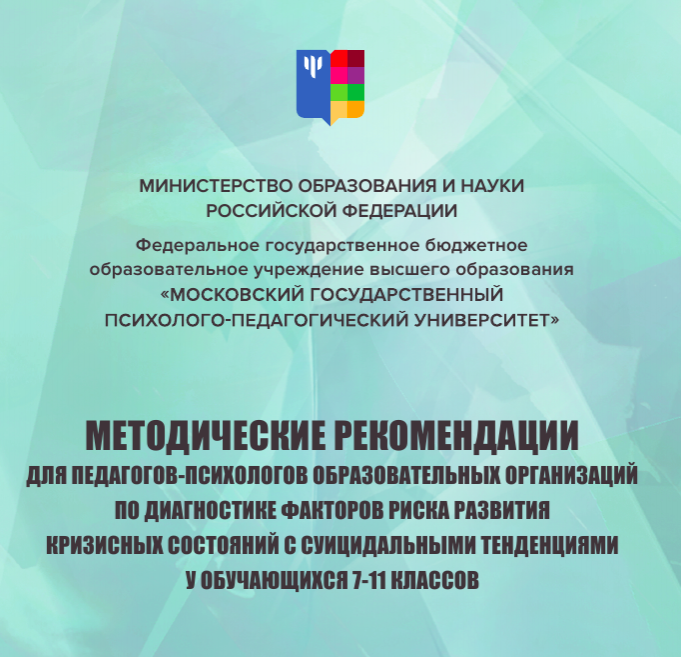 МИНИСТЕРСТВО ОБРАЗОВАНИЯ И НАУКИ
РОССИЙСКОЙ ФЕДЕРАЦИИ
Федеральное государственное бюджетное
образовательное учреждение высшего образования
«МОСКОВСКИЙ ГОСУДАРСТВЕННЫЙ
ПСИХОЛОГО-ПЕДАГОГИЧЕСКИЙ УНИВЕРСИТЕТ»
МЕТОДИЧЕСКИЕ РЕКОМЕНДАЦИИ
ДЛЯ ПЕДАГОГОВ-ПСИХОЛОГОВ ОБРАЗОВАТЕЛЬНЫХ ОРГАНИЗАЦИЙ
ПО ДИАГНОСТИКЕ ФАКТОРОВ РИСКА РАЗВИТИЯ
КРИЗИСНЫХ СОСТОЯНИЙ С СУИЦИДАЛЬНЫМИ ТЕНДЕНЦИЯМИ
У ОБУЧАЮЩИХСЯ 7-11 КЛАССОВ